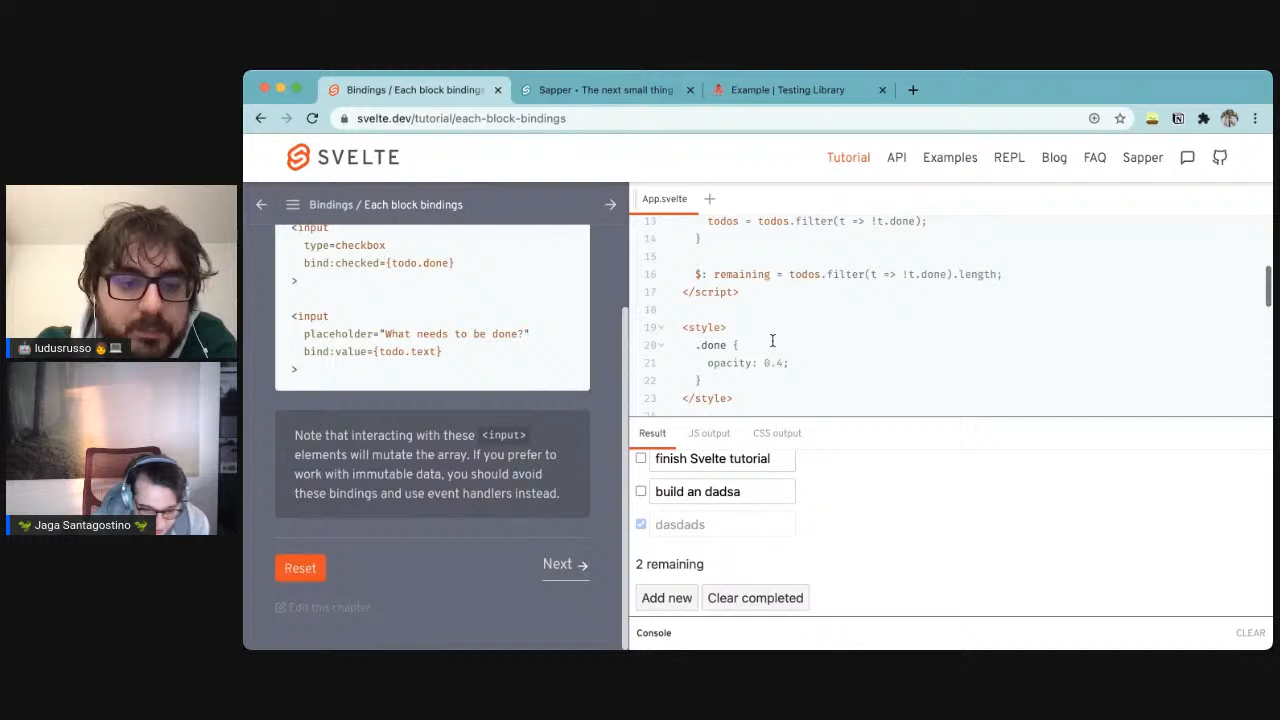 Bindings / Each block bindings
Sapper • The next small thing
Example | Testing Library
svelte.dev/tutorial/each-block-bindings
SVELTE
Tutorial
API
Examples
REPL
Blog
FAQ
Sapper
Bindings / Each block bindings
<input
type=checkbox
bind:checked={todo.done}
>
<input
placeholder="What needs to be done?"
bind:value={todo.text}
>
Note that interacting with these <input>
elements will mutate the array. If you prefer to
work with immutable data, you should avoid
these bindings and use event handlers instead.
Reset
Next
Edit this chapter
App.svelte
13 todos = todos.filter(t => !t.done);
14 }
15
16 $: remaining = todos.filter(t => !t.done).length;
17 </script>
18
19 <style>
20 .done {
21 opacity: 0.4;
22 }
23 </style>
Result
JS output
CSS output
finish Svelte tutorial
build an dadsa
dasdads
2 remaining
Add new
Clear completed
Console
CLEAR
ludusrusso
Jaga Santagostino